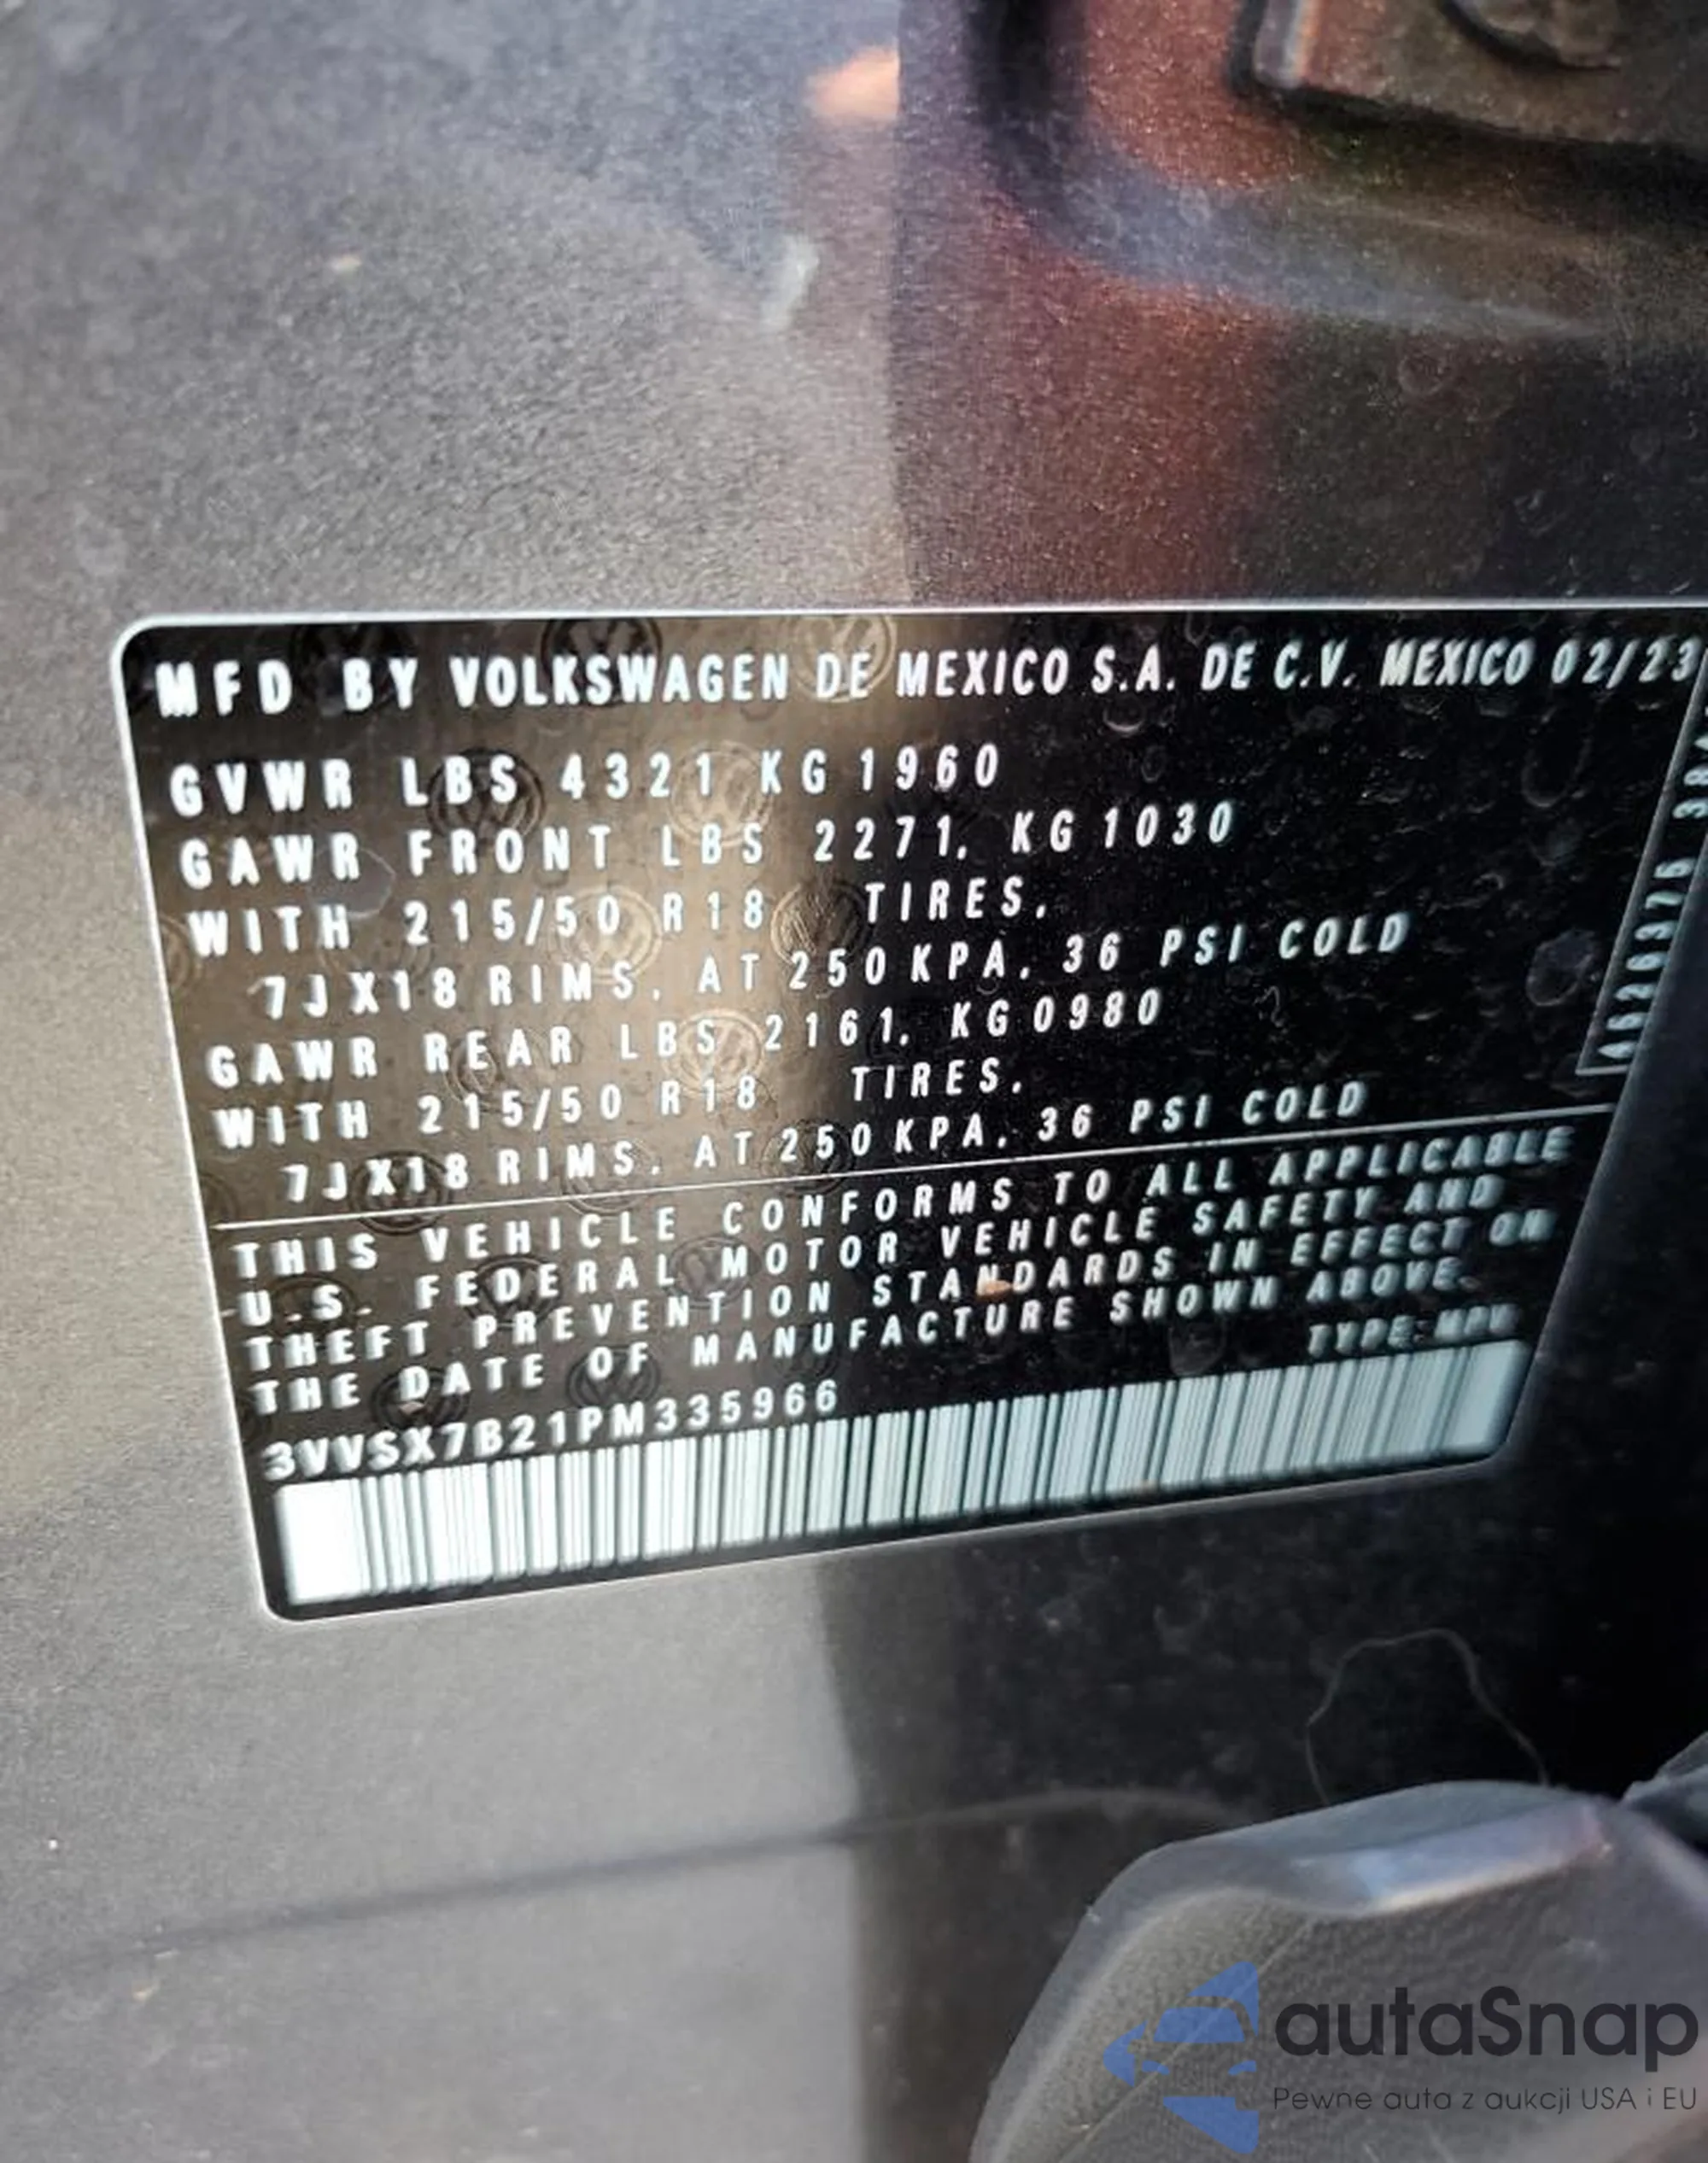 MFD BY VOLKSWAGEN DE MEXICO S.A. DE C.V. MEXICO 02/23
GVWR LBS 4321 KG 1960
GAWR FRONT LBS 2271. KG 1030
WITH 215/50 R18 TIRES.
7JX18 RIMS. AT 250 KPA. 36 PSI COLD
GAWR REAR LBS 2161. KG 0980
WITH 215/50 R18 TIRES.
7JX18 RIMS. AT 250 KPA. 36 PSI COLD
THIS VEHICLE CONFORMS TO ALL APPLICABLE
U.S. FEDERAL MOTOR VEHICLE SAFETY AND
THEFT PREVENTION STANDARDS IN EFFECT ON
THE DATE OF MANUFACTURE SHOWN ABOVE.
TYPE: MPV
3VVSX7B21PM335966
autaSnap
Pewne auta z aukcji USA i EU